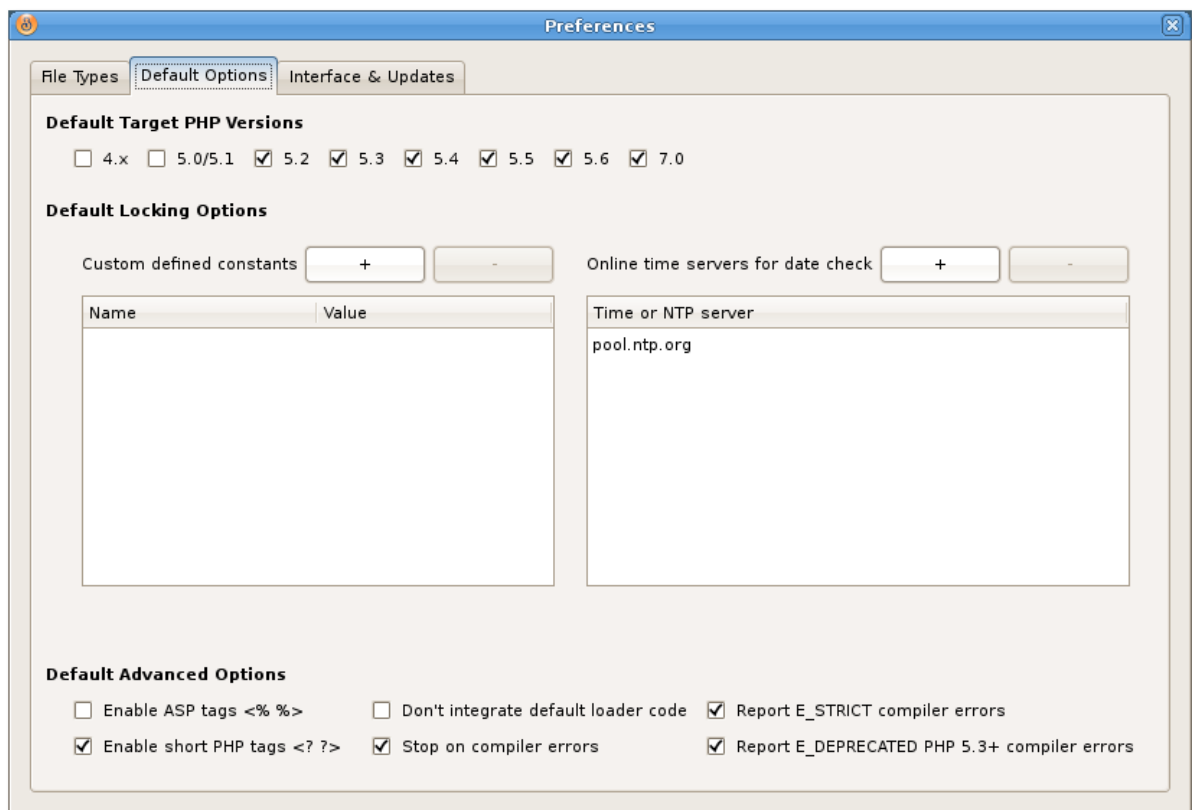 Preferences
File Types Default Options Interface & Updates
Default Target PHP Versions
4.x 5.0/5.1 5.2 5.3 5.4 5.5 5.6 7.0
Default Locking Options
Custom defined constants + - Online time servers for date check + -
Name Value Time or NTP server
pool.ntp.org
Default Advanced Options
Enable ASP tags <% %> Don't integrate default loader code Report E_STRICT compiler errors
Enable short PHP tags <? ?> Stop on compiler errors Report E_DEPRECATED PHP 5.3+ compiler errors